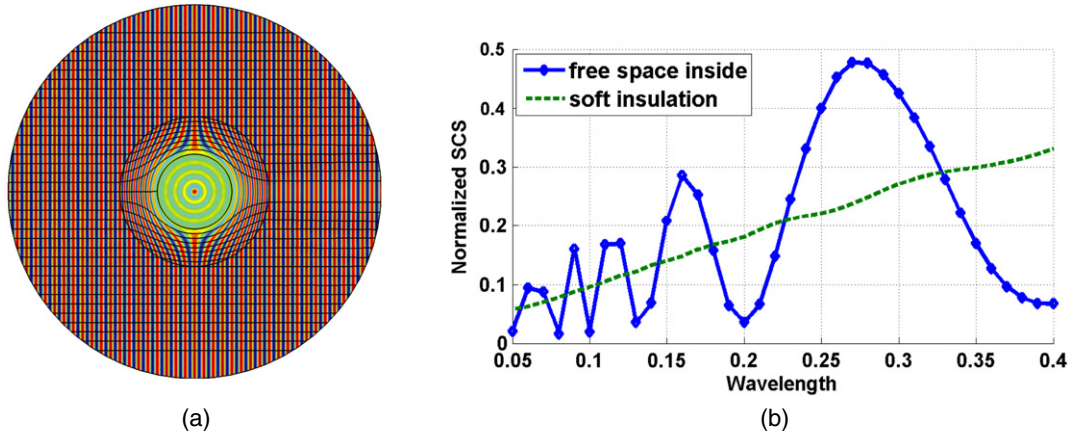 (a)
0.5
0.4
0.3
0.2
0.1
0
Normalized SCS
free space inside
soft insulation
0.05 0.1 0.15 0.2 0.25 0.3 0.35 0.4
Wavelength
(b)